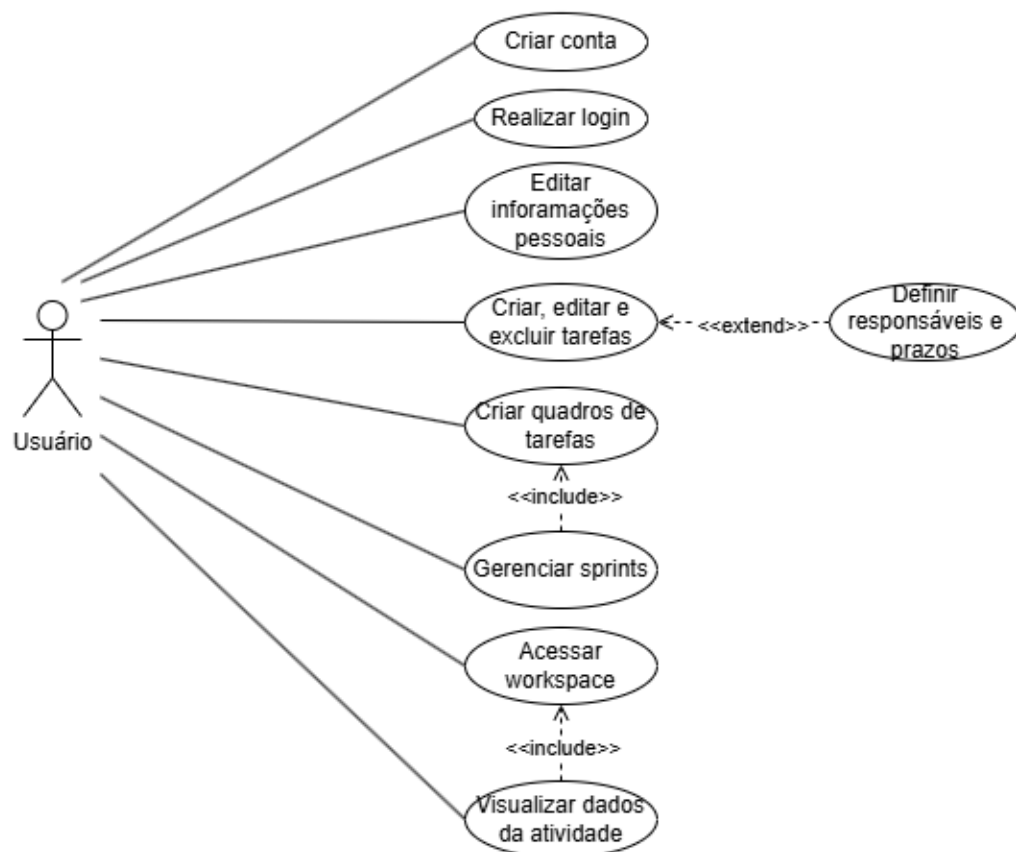 Criar conta
Realizar login
Editar
inforamações
pessoais
Criar, editar e
excluir tarefas
<<extend>>
Definir
responsáveis e
prazos
Criar quadros de
tarefas
Usuário
<<include>>
Gerenciar sprints
Acessar
workspace
<<include>>
Visualizar dados
da atividade